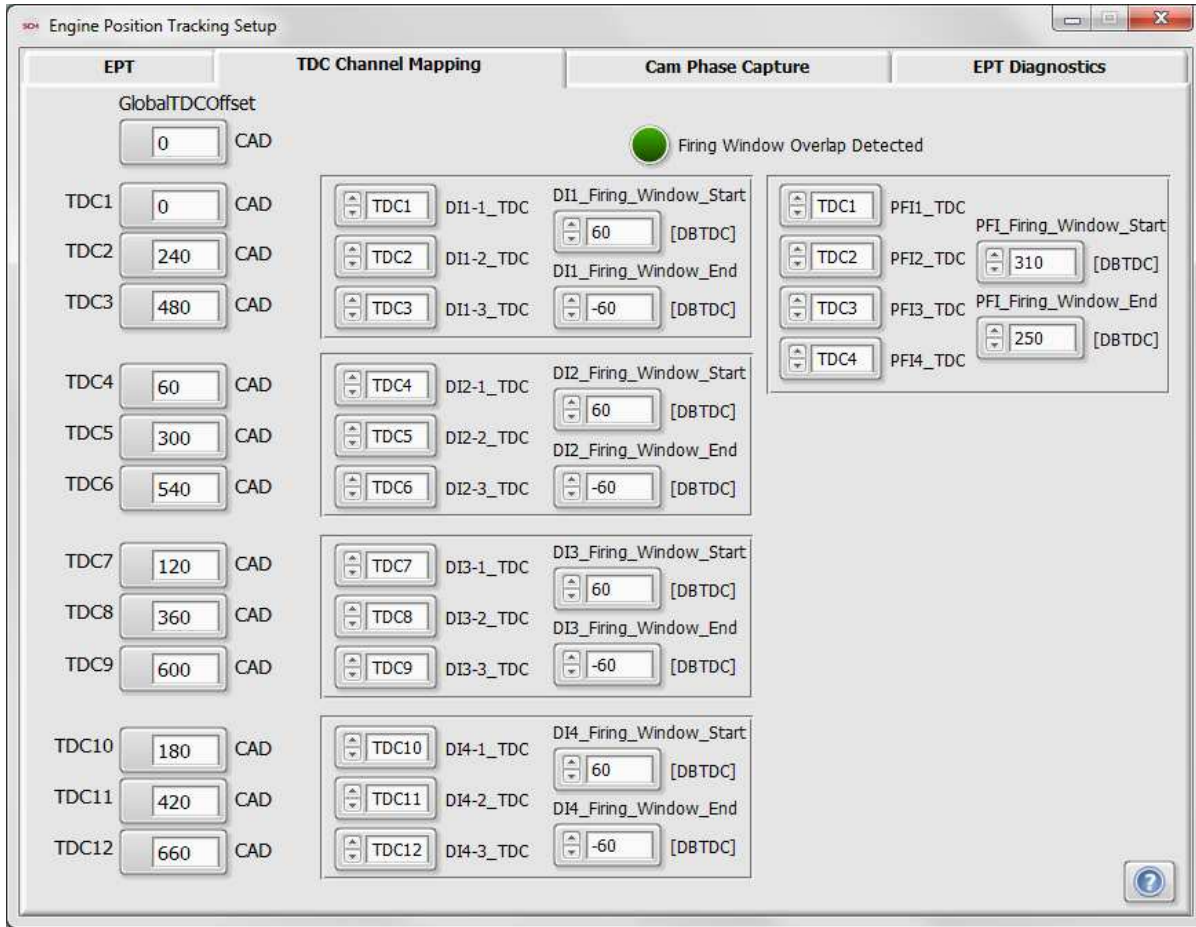 Engine Position Tracking Setup
EPT
TDC Channel Mapping
Cam Phase Capture
EPT Diagnostics
GlobalTDCOffset
0 CAD
Firing Window Overlap Detected
TDC1 0 CAD
TDC2 240 CAD
TDC3 480 CAD
TDC1 DI1-1_TDC
TDC2 DI1-2_TDC
TDC3 DI1-3_TDC
DI1_Firing_Window_Start
60 [DBTDC]
DI1_Firing_Window_End
-60 [DBTDC]
TDC1 PFI1_TDC
TDC2 PFI2_TDC
TDC3 PFI3_TDC
TDC4 PFI4_TDC
PFI_Firing_Window_Start
310 [DBTDC]
PFI_Firing_Window_End
250 [DBTDC]
TDC4 60 CAD
TDC5 300 CAD
TDC6 540 CAD
TDC4 DI2-1_TDC
TDC5 DI2-2_TDC
TDC6 DI2-3_TDC
DI2_Firing_Window_Start
60 [DBTDC]
DI2_Firing_Window_End
-60 [DBTDC]
TDC7 120 CAD
TDC8 360 CAD
TDC9 600 CAD
TDC7 DI3-1_TDC
TDC8 DI3-2_TDC
TDC9 DI3-3_TDC
DI3_Firing_Window_Start
60 [DBTDC]
DI3_Firing_Window_End
-60 [DBTDC]
TDC10 180 CAD
TDC11 420 CAD
TDC12 660 CAD
TDC10 DI4-1_TDC
TDC11 DI4-2_TDC
TDC12 DI4-3_TDC
DI4_Firing_Window_Start
60 [DBTDC]
DI4_Firing_Window_End
-60 [DBTDC]
?